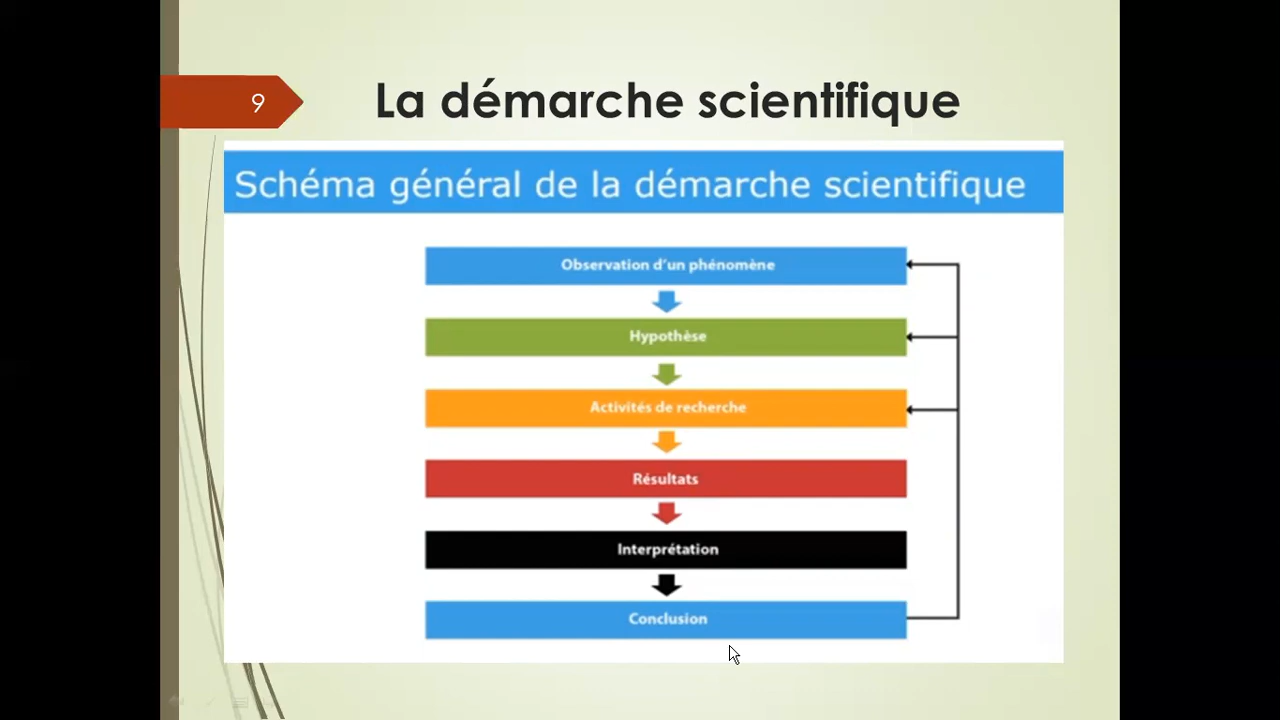 9
La démarche scientifique
Schéma général de la démarche scientifique
Observation d'un phénomène
Hypothèse
Activités de recherche
Résultats
Interprétation
Conclusion